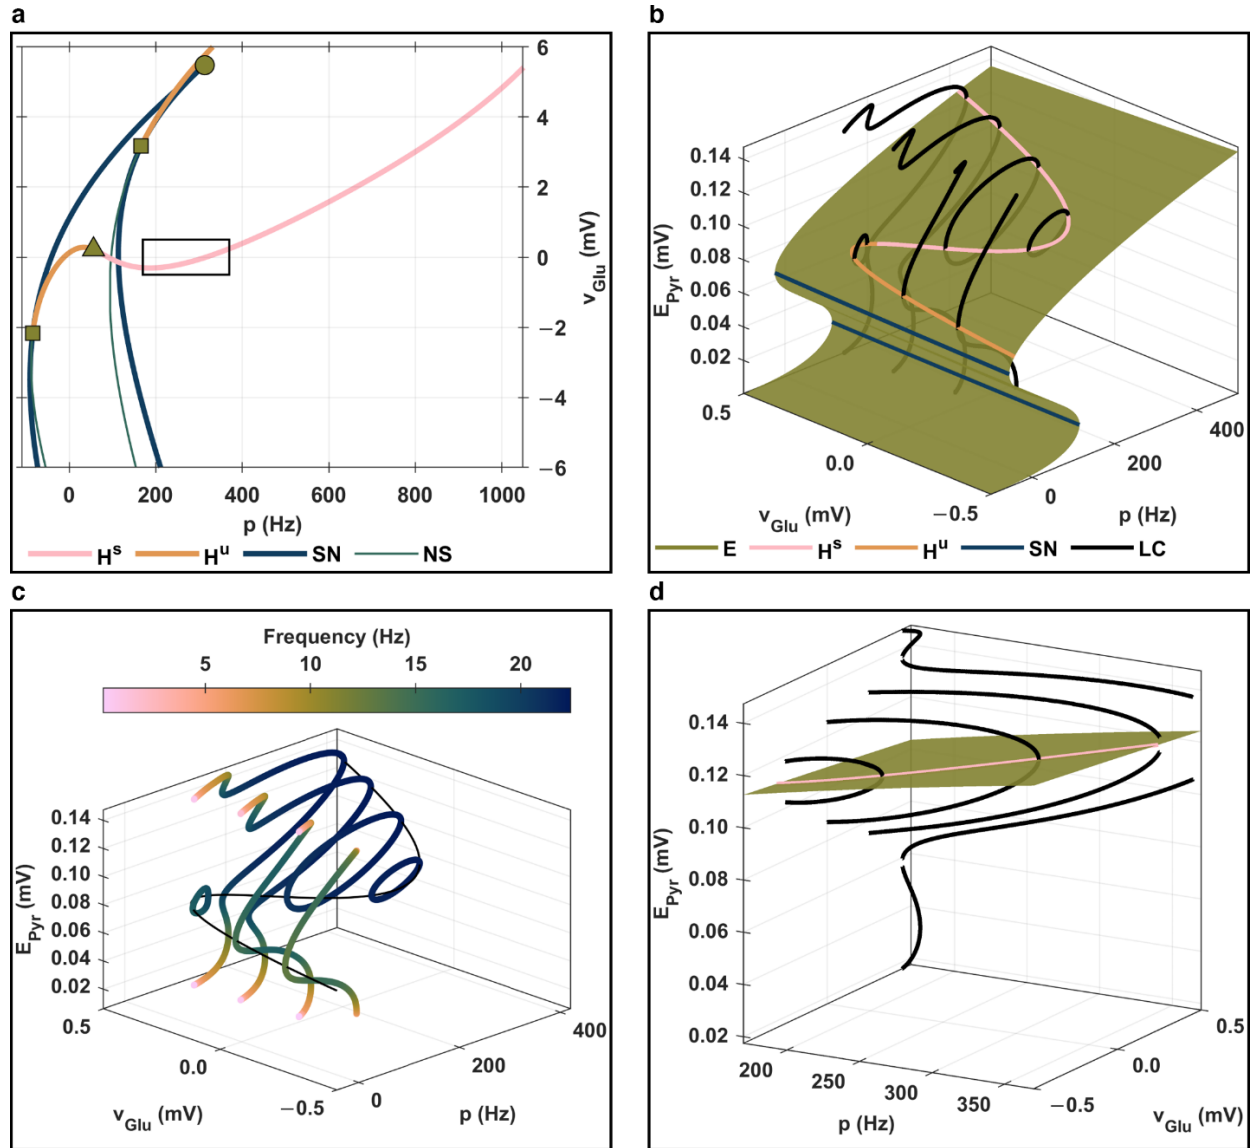 a
6
4
2
0
−2
−4
−6
v_Glu (mV)
0 200 400 600 800 1000
p (Hz)
H^s H^u SN NS
b
0.14
0.12
0.10
0.08
0.06
0.04
0.02
E_Pyr (mV)
0.5
0.0
−0.5
v_Glu (mV)
0
200
400
p (Hz)
E H^s H^u SN LC
c
Frequency (Hz)
5 10 15 20
0.14
0.12
0.10
0.08
0.06
0.04
0.02
E_Pyr (mV)
0.5
0.0
−0.5
v_Glu (mV)
0
200
400
p (Hz)
d
0.14
0.12
0.10
0.08
0.06
0.04
0.02
E_Pyr (mV)
200
250
300
350
p (Hz)
−0.5
0.0
0.5
v_Glu (mV)